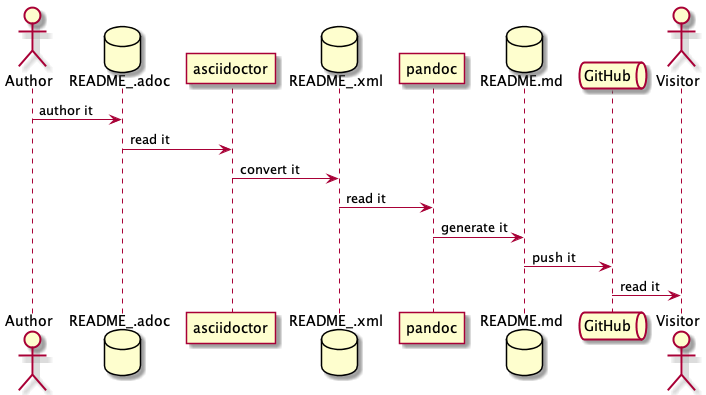 Author
README_.adoc
asciidoctor
README_.xml
pandoc
README.md
GitHub
Visitor
author it
read it
convert it
read it
generate it
push it
read it
Author
README_.adoc
asciidoctor
README_.xml
pandoc
README.md
GitHub
Visitor